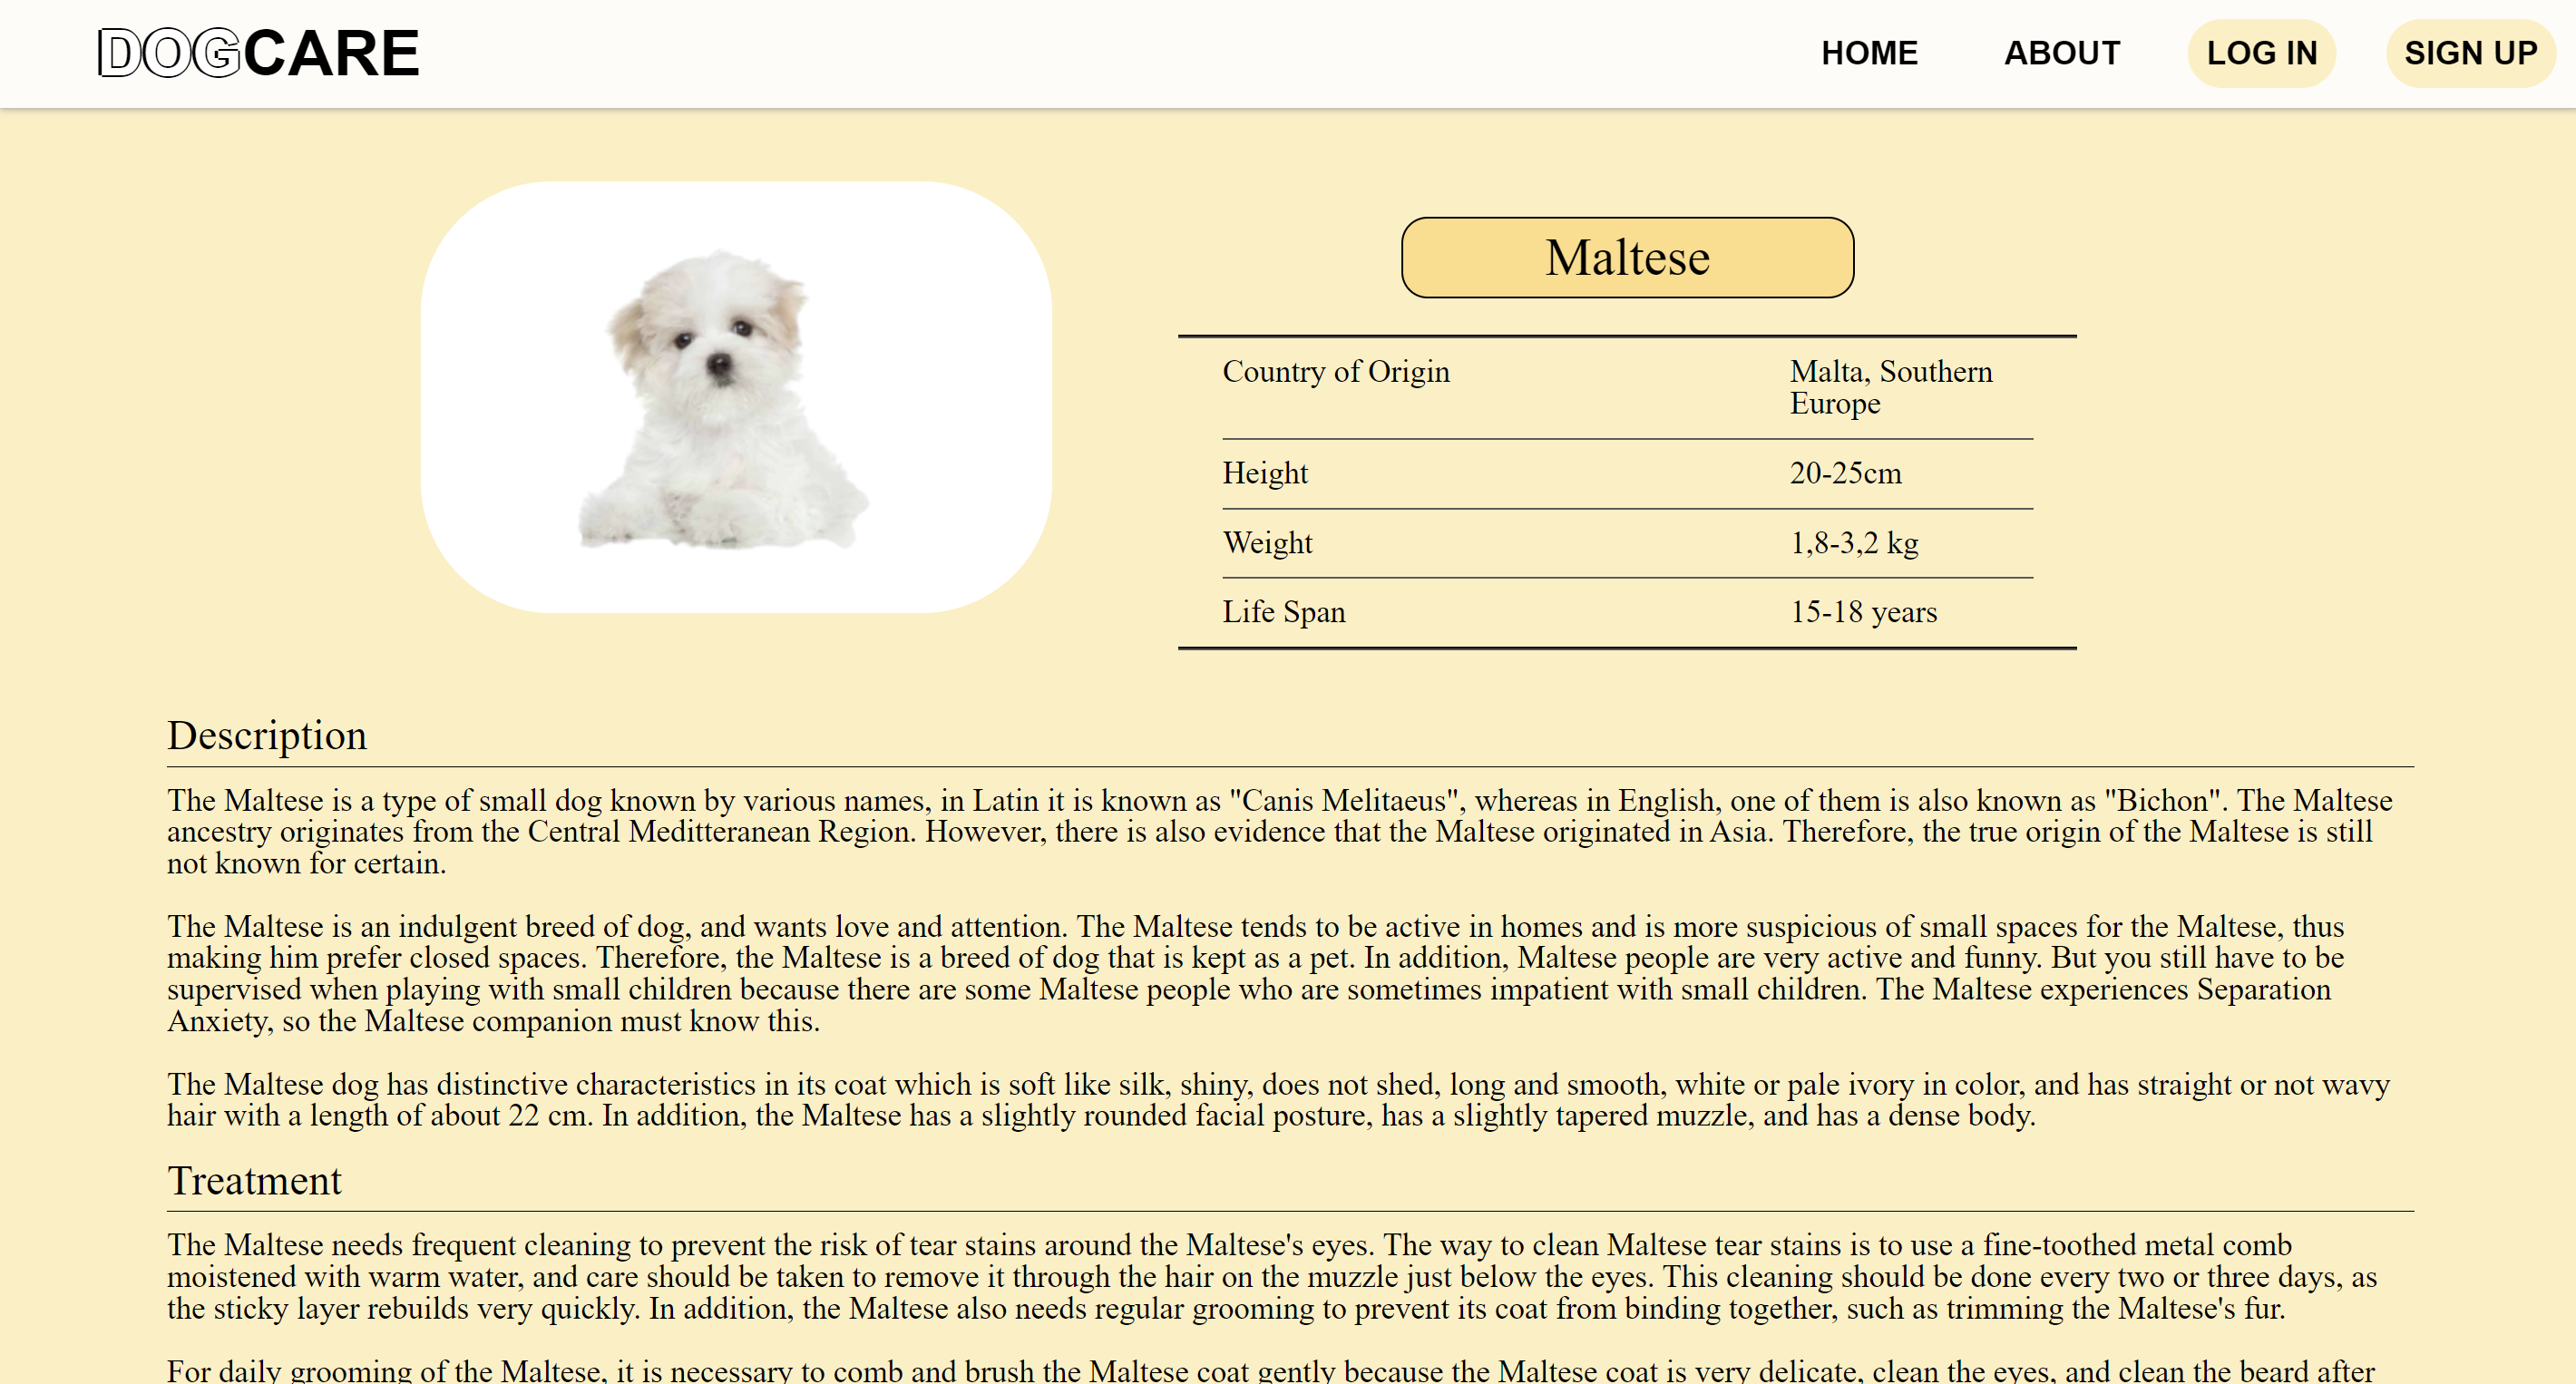 DOGCARE
HOME
ABOUT
LOG IN
SIGN UP
Maltese
Country of Origin
Malta, Southern
Europe
Height
20-25cm
Weight
1,8-3,2 kg
Life Span
15-18 years
Description
The Maltese is a type of small dog known by various names, in Latin it is known as "Canis Melitaeus", whereas in English, one of them is also known as "Bichon". The Maltese
ancestry originates from the Central Meditteranean Region. However, there is also evidence that the Maltese originated in Asia. Therefore, the true origin of the Maltese is still
not known for certain.
The Maltese is an indulgent breed of dog, and wants love and attention. The Maltese tends to be active in homes and is more suspicious of small spaces for the Maltese, thus
making him prefer closed spaces. Therefore, the Maltese is a breed of dog that is kept as a pet. In addition, Maltese people are very active and funny. But you still have to be
supervised when playing with small children because there are some Maltese people who are sometimes impatient with small children. The Maltese experiences Separation
Anxiety, so the Maltese companion must know this.
The Maltese dog has distinctive characteristics in its coat which is soft like silk, shiny, does not shed, long and smooth, white or pale ivory in color, and has straight or not wavy
hair with a length of about 22 cm. In addition, the Maltese has a slightly rounded facial posture, has a slightly tapered muzzle, and has a dense body.
Treatment
The Maltese needs frequent cleaning to prevent the risk of tear stains around the Maltese's eyes. The way to clean Maltese tear stains is to use a fine-toothed metal comb
moistened with warm water, and care should be taken to remove it through the hair on the muzzle just below the eyes. This cleaning should be done every two or three days, as
the sticky layer rebuilds very quickly. In addition, the Maltese also needs regular grooming to prevent its coat from binding together, such as trimming the Maltese's fur.
For daily grooming of the Maltese, it is necessary to comb and brush the Maltese coat gently because the Maltese coat is very delicate, clean the eyes, and clean the beard after